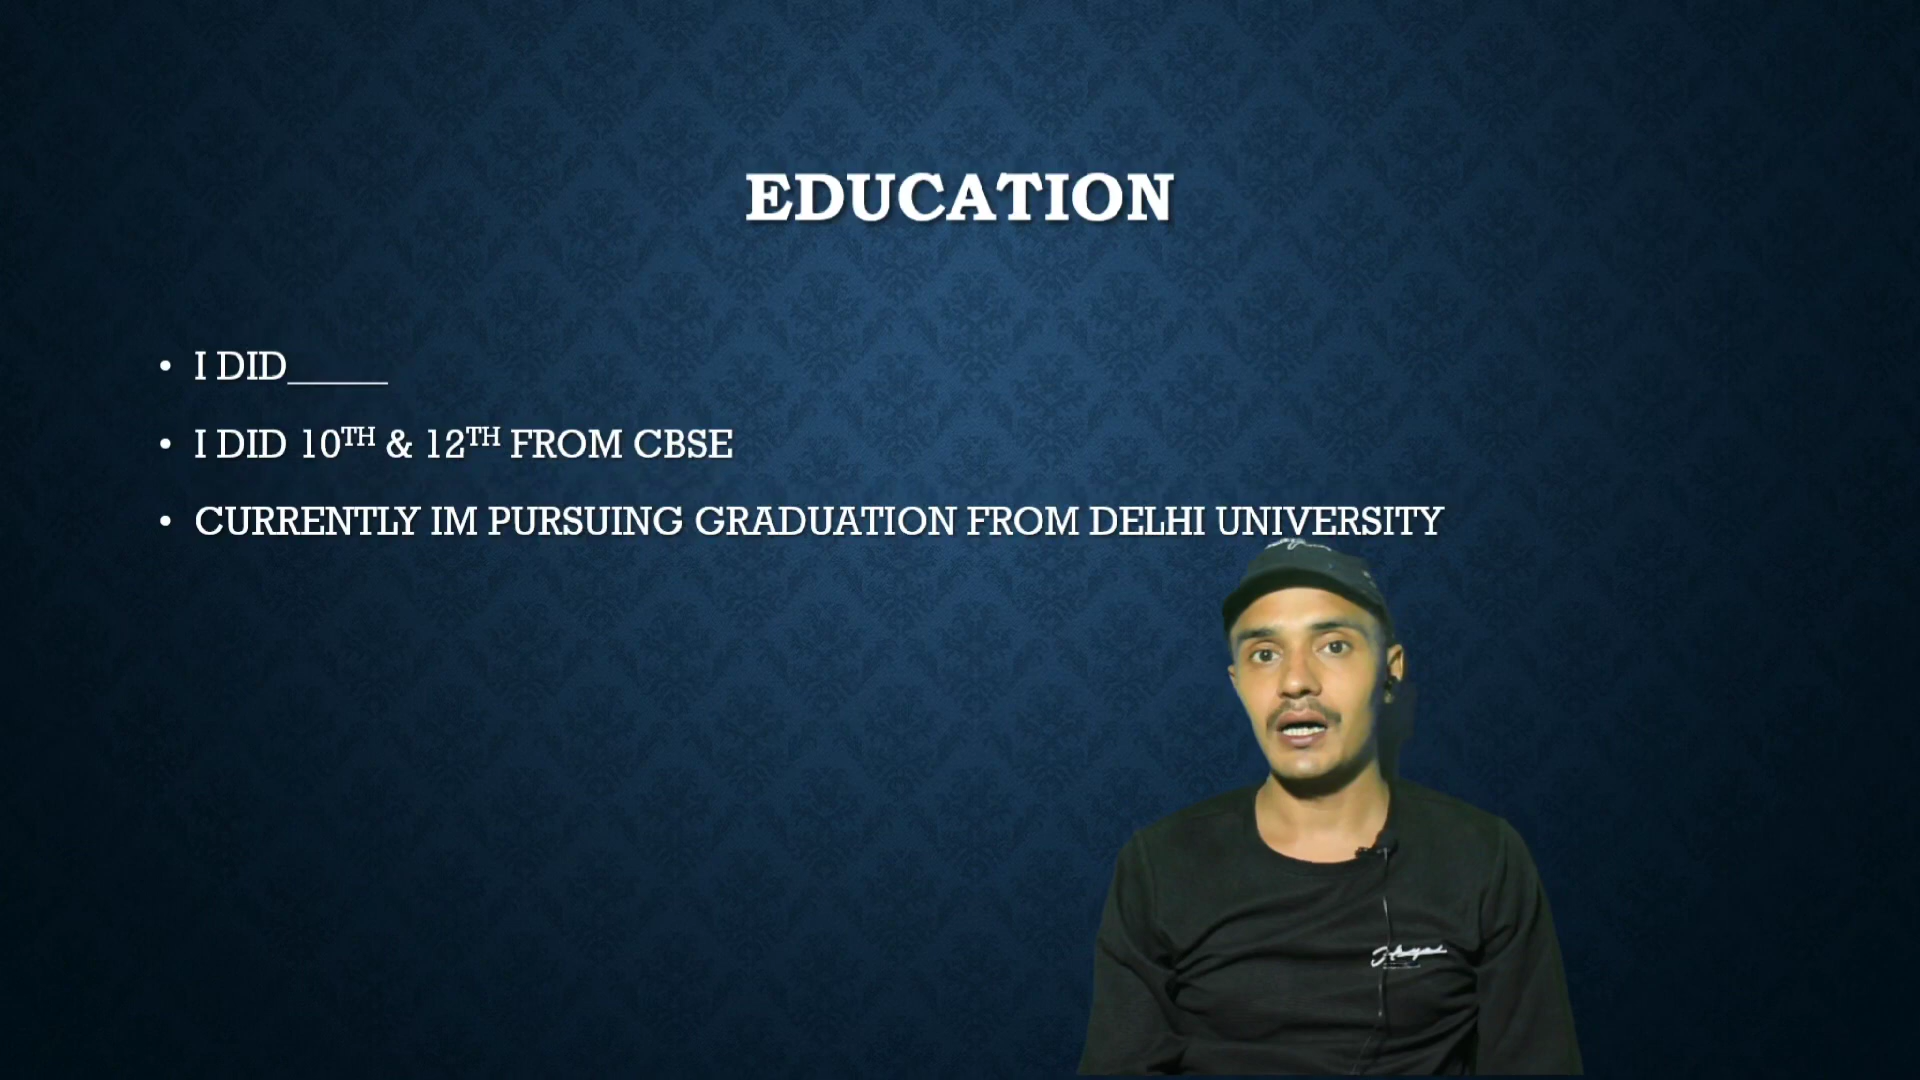 EDUCATION
• I DID_____
• I DID 10TH & 12TH FROM CBSE
• CURRENTLY IM PURSUING GRADUATION FROM DELHI UNIVERSITY